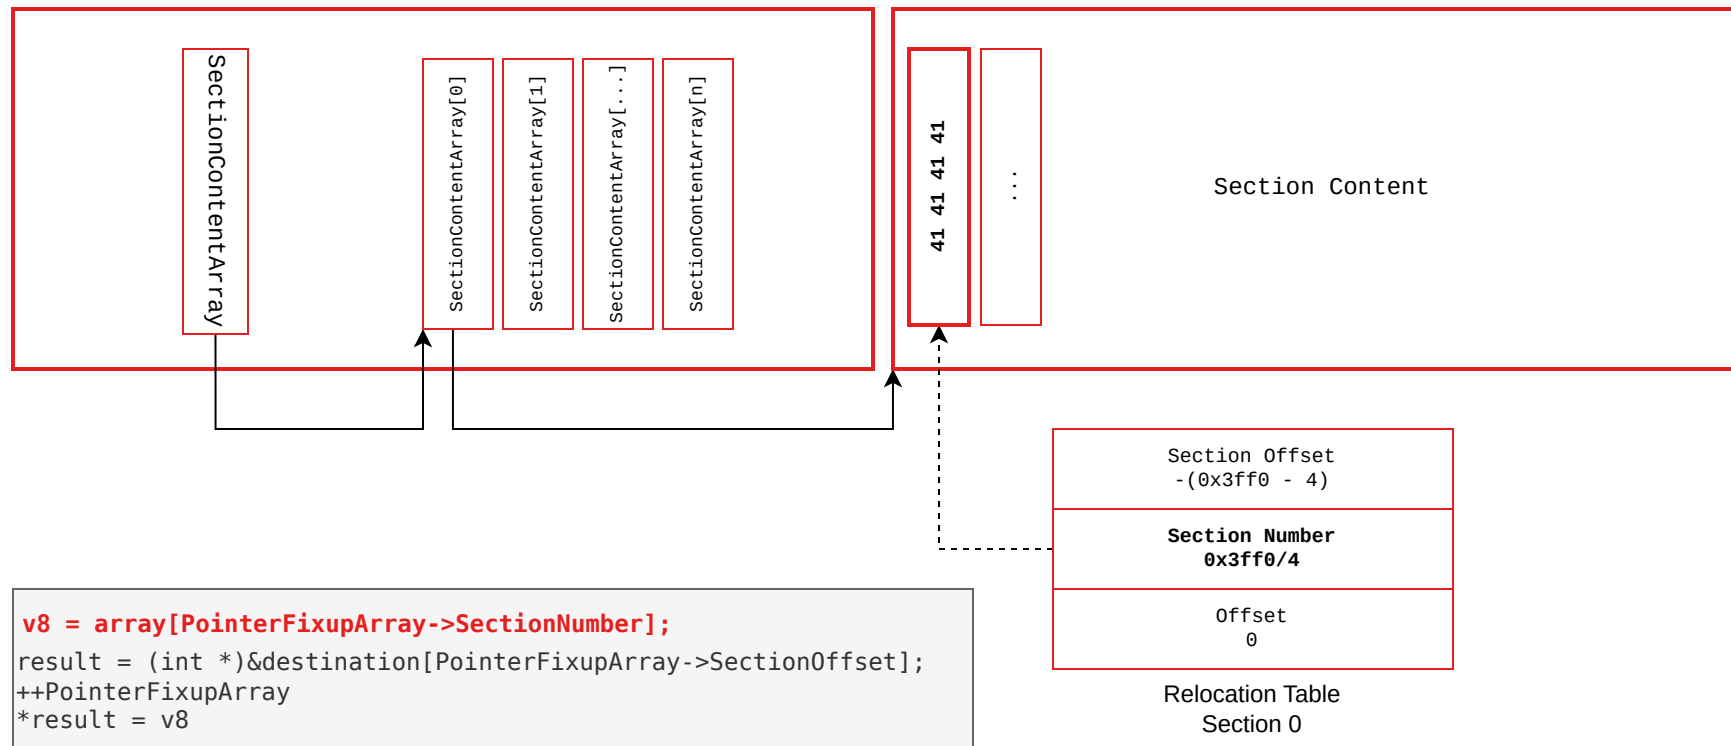 SectionContentArray
SectionContentArray[0]
SectionContentArray[1]
SectionContentArray[...]
SectionContentArray[n]
41 41 41 41
...
Section Content
Section Offset
-(0x3ff0 - 4)
Section Number
0x3ff0/4
Offset
0
Relocation Table
Section 0
v8 = array[PointerFixupArray->SectionNumber];
result = (int *)&destination[PointerFixupArray->SectionOffset];
++PointerFixupArray
*result = v8